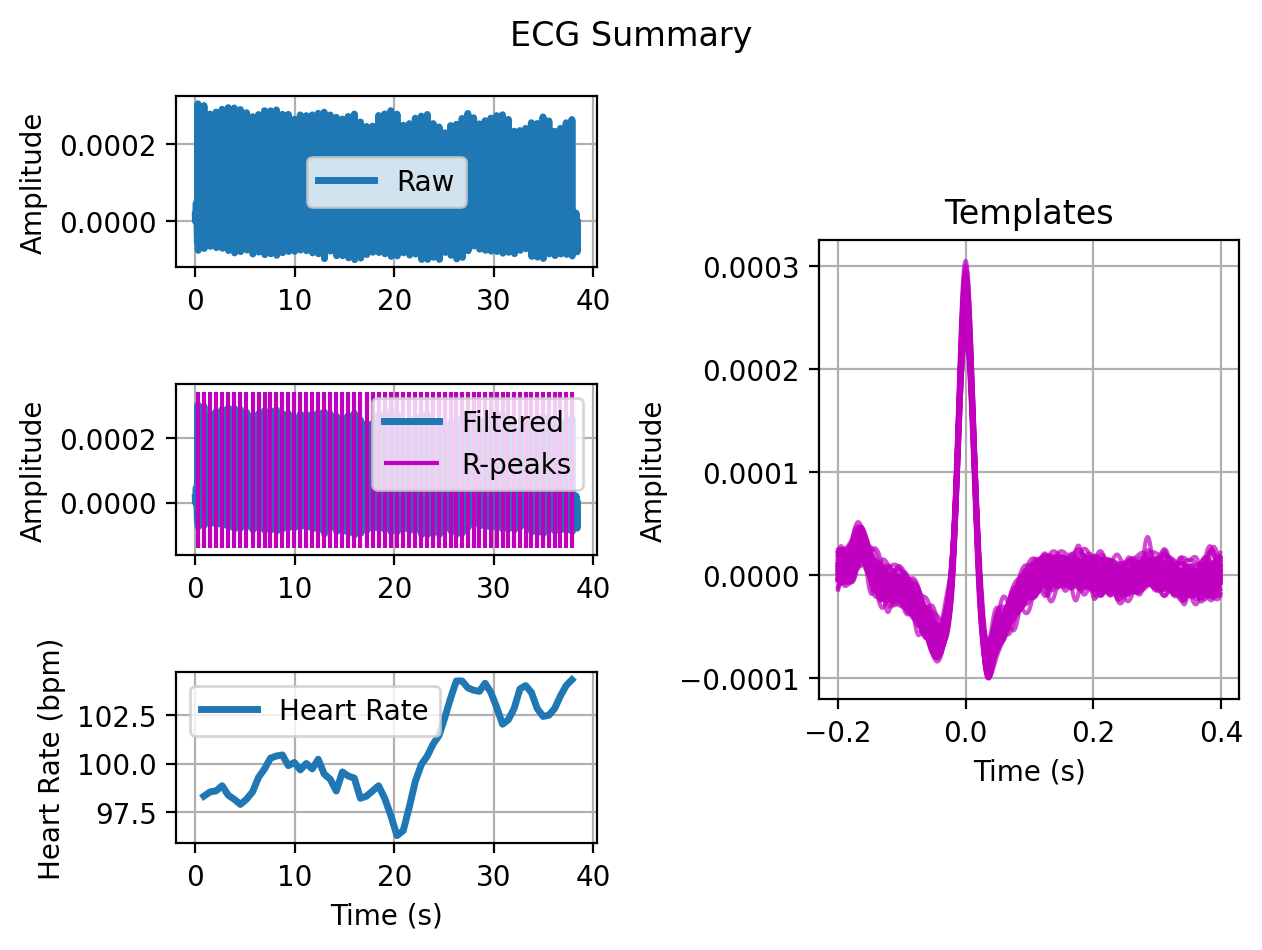 ECG Summary
Amplitude
0.0002
0.0000
Raw
0 10 20 30 40
Amplitude
0.0002
0.0000
Filtered
R-peaks
0 10 20 30 40
Heart Rate (bpm)
102.5
100.0
97.5
Heart Rate
0 10 20 30 40
Time (s)
Templates
Amplitude
0.0003
0.0002
0.0001
0.0000
−0.0001
−0.2 0.0 0.2 0.4
Time (s)